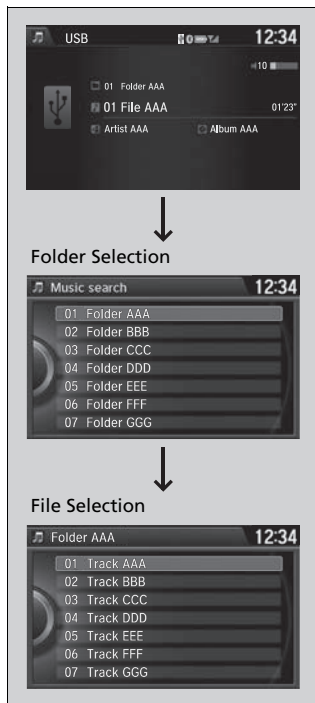 USB 12:34
10
01 Folder AAA
01 File AAA 01'23"
Artist AAA Album AAA
Folder Selection
Music search 12:34
01 Folder AAA
02 Folder BBB
03 Folder CCC
04 Folder DDD
05 Folder EEE
06 Folder FFF
07 Folder GGG
File Selection
Folder AAA 12:34
01 Track AAA
02 Track BBB
03 Track CCC
04 Track DDD
05 Track EEE
06 Track FFF
07 Track GGG